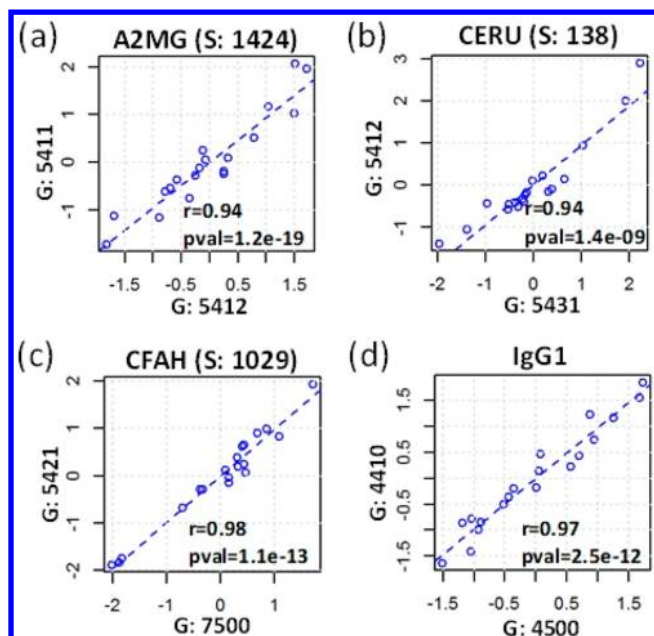 (a) A2MG (S: 1424)
2
1
0
-1
G: 5411
r=0.94
pval=1.2e-19
-1.5 -0.5 0.5 1.5
G: 5412
(b) CERU (S: 138)
3
2
1
0
-1
G: 5412
r=0.94
pval=1.4e-09
-2 -1 0 1 2
G: 5431
(c) CFAH (S: 1029)
2
1
0
-1
-2
G: 5421
r=0.98
pval=1.1e-13
-2 -1 0 1
G: 7500
(d) IgG1
1.5
0.5
-0.5
-1.5
G: 4410
r=0.97
pval=2.5e-12
-1.5 -0.5 0.5 1.5
G: 4500